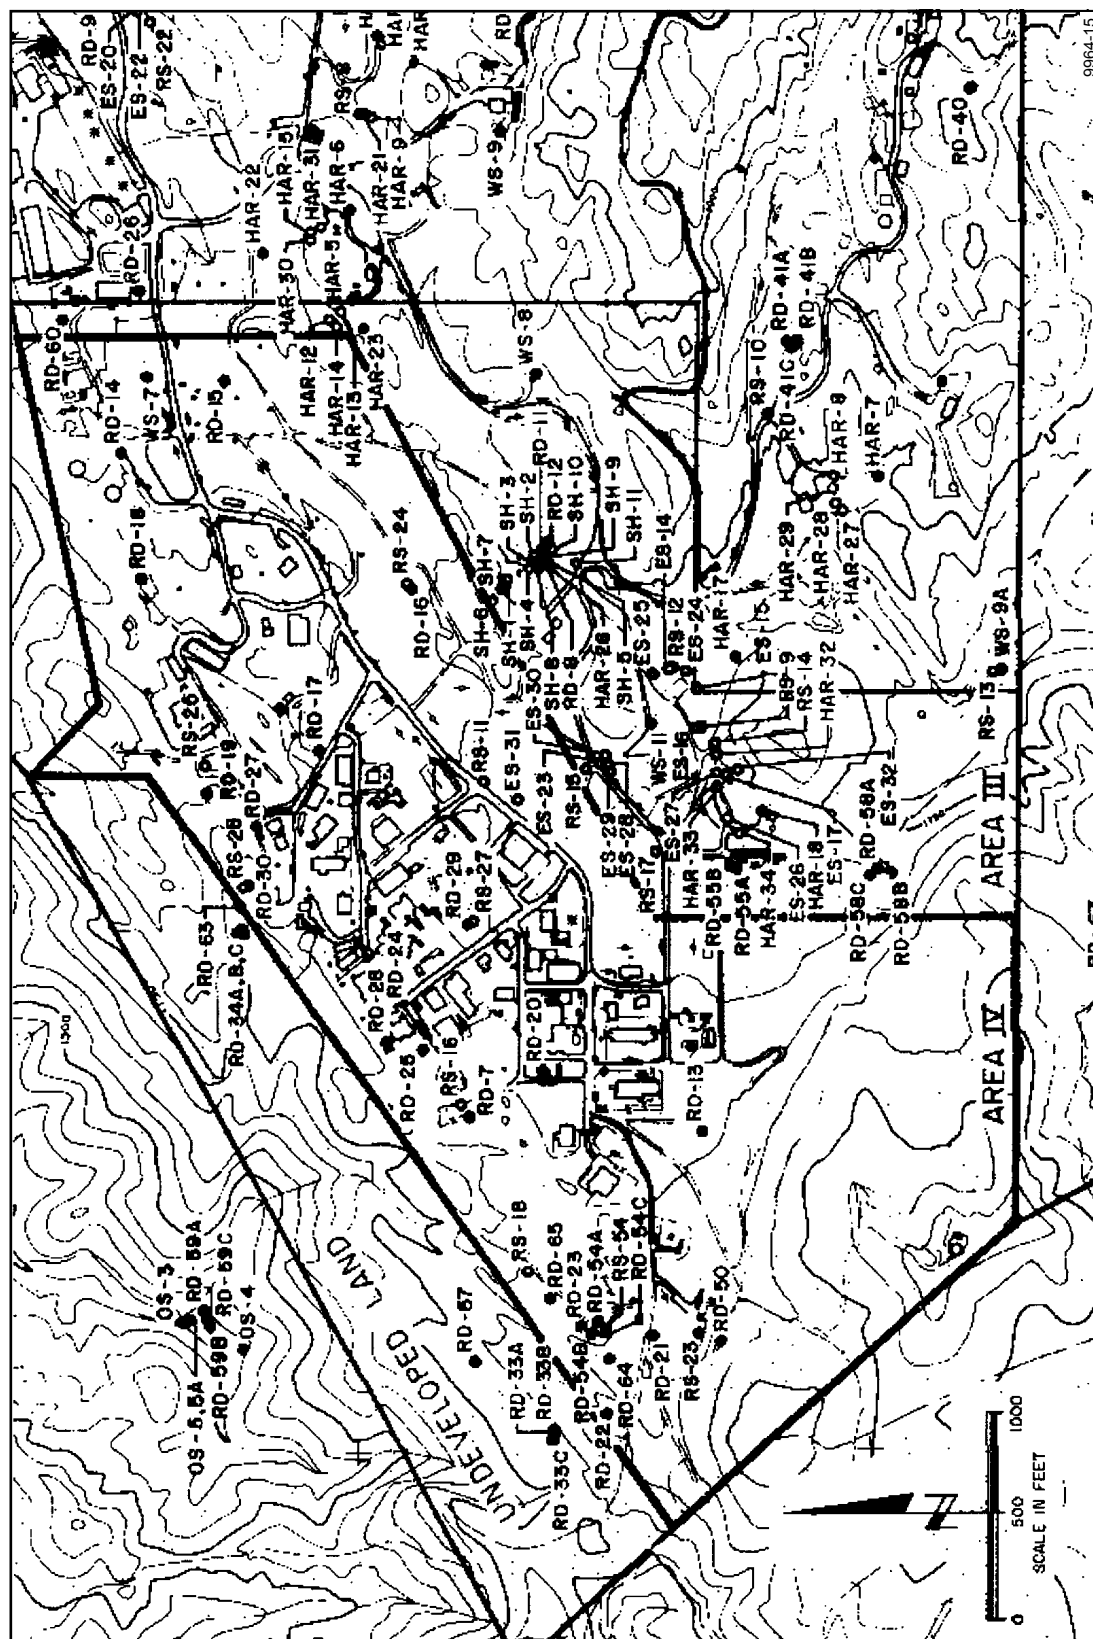 RD-9
ES-20
ES-22
RS-22
RD-26
RD-60
RD-14
WS-7
RD-15
HAR-22
HAR-15
HAR-31
HAR-6
HAR-21
HAR-9
RS-8
WS-9
HAR-30
HAR-5
HAR-12
HAR-14
HAR-13
HAR-23
WS-8
RD-18
RS-24
RD-16
SH-6
SH-7
SH-3
SH-2
RD-11
RD-12
SH-10
SH-9
SH-11
ES-14
SH-1
SH-4
ES-30
SH-8
RD-8
HAR-26
SH-5
ES-25
RS-12
ES-24
HAR-17
ES-15
RS-9
RS-14
HAR-32
HAR-29
HAR-28
HAR-27
RS-10
RD-41C
RD-41A
RD-41B
HAR-8
HAR-7
RD-40
WS-9A
RS-13
RS-26
RD-17
RD-19
RD-27
RS-28
RD-30
RD-63
RD-34A,B,C
RS-11
ES-31
ES-23
RS-15
ES-29
ES-28
WS-11
ES-16
ES-27
RS-17
HAR-33
RD-55B
RD-55A
HAR-34
ES-26
HAR-18
ES-17
ES-32
RD-58A
RD-58C
RD-58B
AREA III
AREA IV
RD-29
RS-27
RD-28
RD-24
RD-25
RS-16
RD-7
RD-20
RD-13
1300
OS-3
RD-59A
RD-59C
OS-4
OS-5,5A
RD-59B
UNDEVELOPED LAND
RS-18
RD-65
RD-23
RD-54A
RS-54
RD-54C
RD-50
RD-57
RD-33A
RD-33B
RD-54B
RD-64
RD-21
RS-23
RD-33C
RD-22
0 500 1000
SCALE IN FEET
9964-15